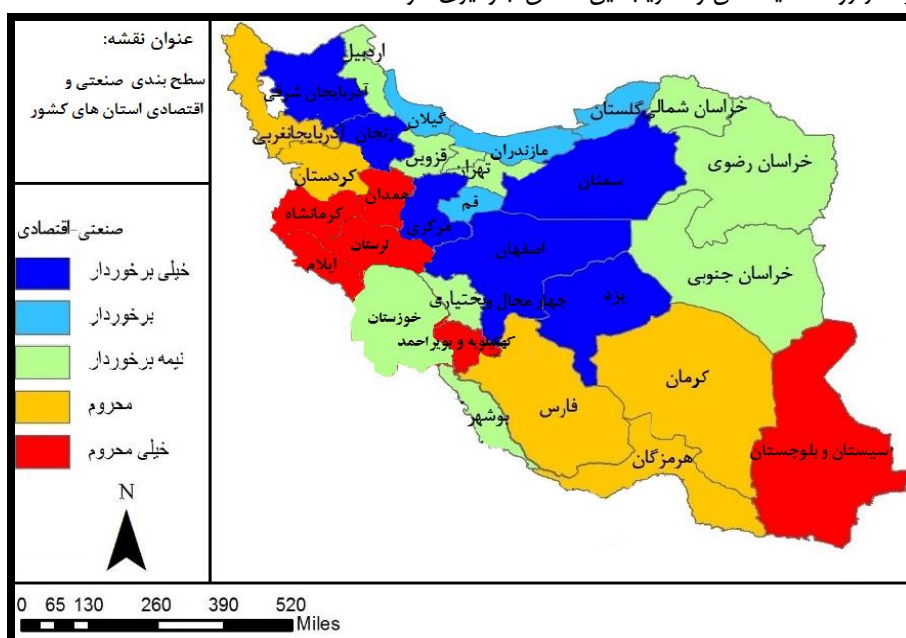 عنوان نقشه:
سطح بندی صنعتی و
اقتصادی استان های کشور
صنعتی-اقتصادی
خیلی برخوردار
برخوردار
نیمه برخوردار
محروم
خیلی محروم
N
0 65 130 260 390 520
Miles
اردبیل
آذربایجان شرقی
گیلان
گلستان
خراسان شمالی
زنجان
آذربایجانغربی
مازندران
قزوین
تهران
خراسان رضوی
کردستان
سمنان
همدان
قم
کرمانشاه
مرکزی
لرستان
اصفهان
ایلام
خراسان جنوبی
چهار محال وبختیاری
یزد
خوزستان
کهگیلویه و بویراحمد
کرمان
فارس
بوشهر
سیستان و بلوچستان
هرمزگان